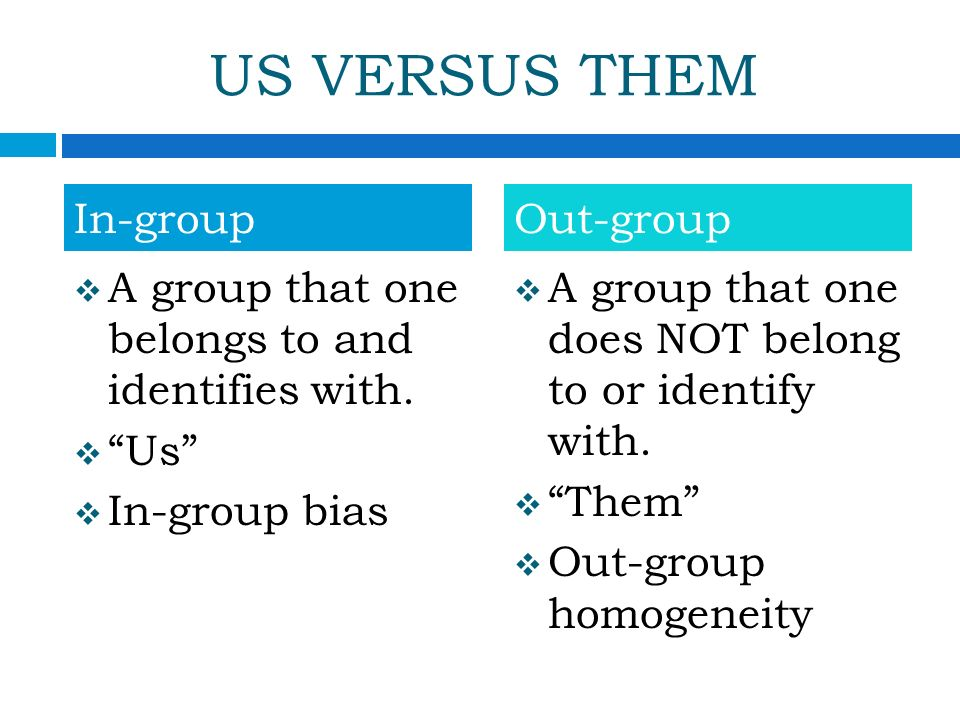 US VERSUS THEM
In-group
❖ A group that one
belongs to and
identifies with.
❖ “Us”
❖ In-group bias
Out-group
❖ A group that one
does NOT belong
to or identify
with.
❖ “Them”
❖ Out-group
homogeneity